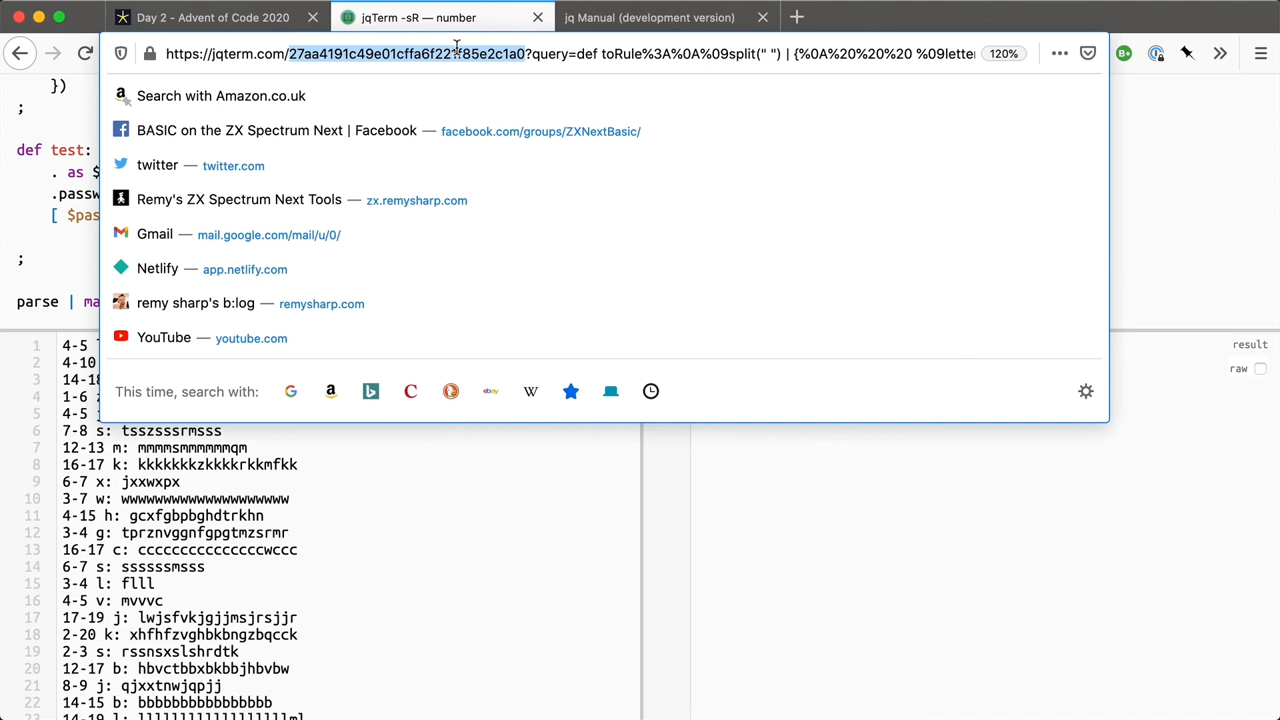 Day 2 - Advent of Code 2020
jqTerm -sR — number
jq Manual (development version)
https://jqterm.com/27aa4191c49e01cffa6f221f85e2c1a0?query=def toRule%3A%0A%09split(" ") | {%0A%20%20%20 %09letter
120%
Search with Amazon.co.uk
BASIC on the ZX Spectrum Next | Facebook — facebook.com/groups/ZXNextBasic/
twitter — twitter.com
Remy's ZX Spectrum Next Tools — zx.remysharp.com
Gmail — mail.google.com/mail/u/0/
Netlify — app.netlify.com
remy sharp's b:log — remysharp.com
YouTube — youtube.com
This time, search with:
})
;
def test:
. as $
.passw
[ $pas
;
parse | ma
result
raw
1 4-5
2 4-10
3 14-18
4 1-6
5 4-5
6 7-8 s: tsszsssrmsss
7 12-13 m: mmmmsmmmmmmqm
8 16-17 k: kkkkkkkzkkkkrkkmfkk
9 6-7 x: jxxwxpx
10 3-7 w: wwwwwwwwwwwwwwwwwwww
11 4-15 h: gcxfgbpbghdtrkhn
12 3-4 g: tprznvggnfgpgtmzsrmr
13 16-17 c: cccccccccccccccwccc
14 6-7 s: ssssssmsss
15 3-4 l: flll
16 4-5 v: mvvvc
17 17-19 j: lwjsfvkjgjjmsjrsjjr
18 2-20 k: xhfhfzvghbkbngzbqcck
19 2-3 s: rssnsxslshrdtk
20 12-17 b: hbvctbbxbkbbjhbvbw
21 8-9 j: qjxxtnwjqpjj
22 14-15 b: bbbbbbbbbbbbbbbb
23 14-19 l: lllllllllllllllllml